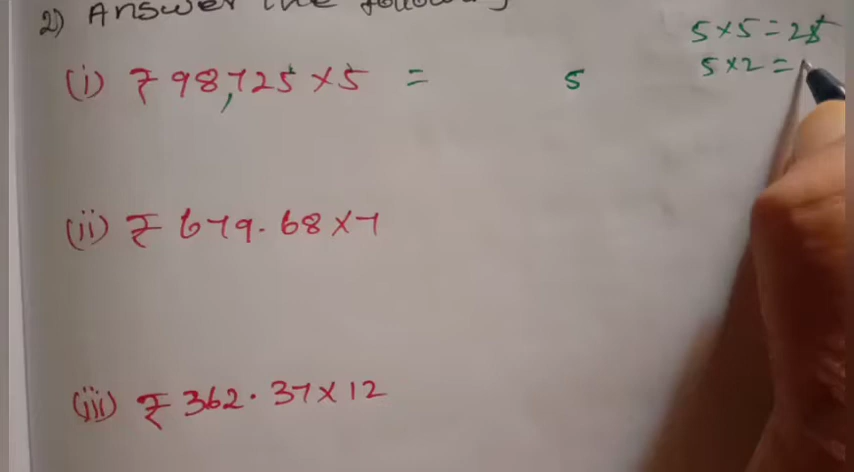 2) Answer the following
5 × 5 = 25
(i) ₹ 98,725 × 5 = 5
5 × 2 =
(ii) ₹ 679.68 × 7
(iii) ₹ 362.37 × 12